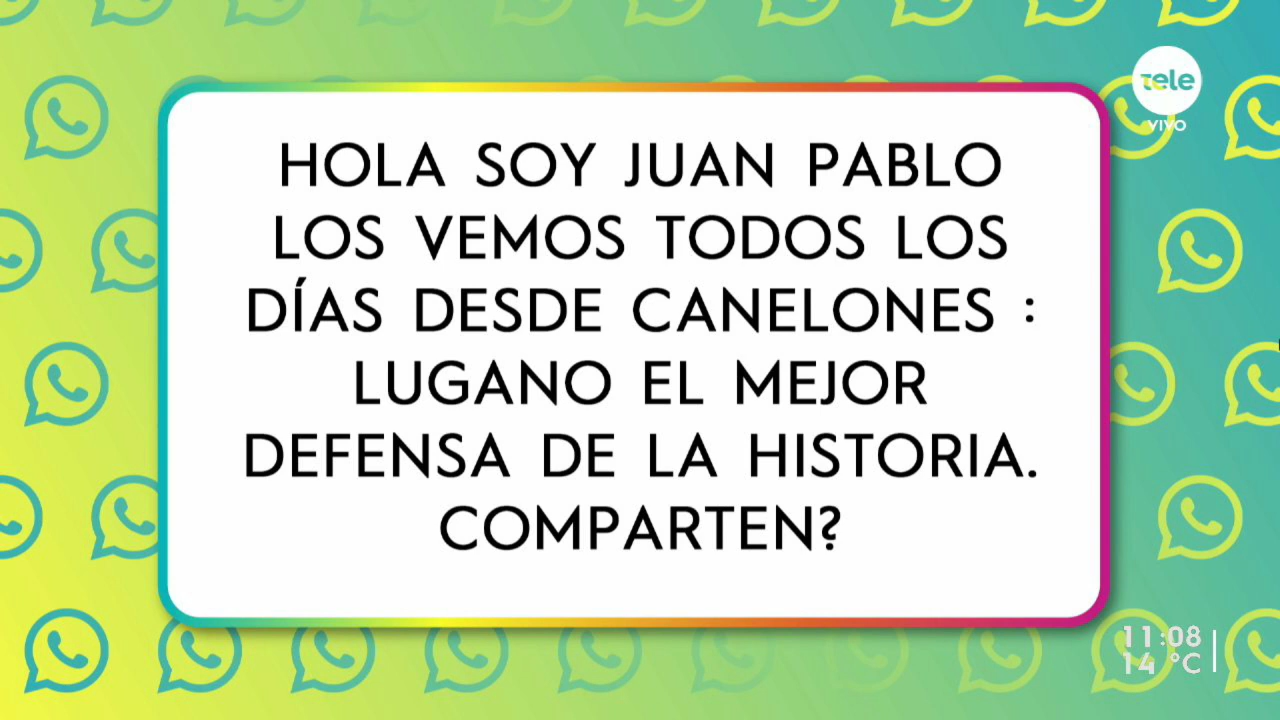 tele
VIVO
HOLA SOY JUAN PABLO
LOS VEMOS TODOS LOS
DÍAS DESDE CANELONES :
LUGANO EL MEJOR
DEFENSA DE LA HISTORIA.
COMPARTEN?
11:08
14 °C